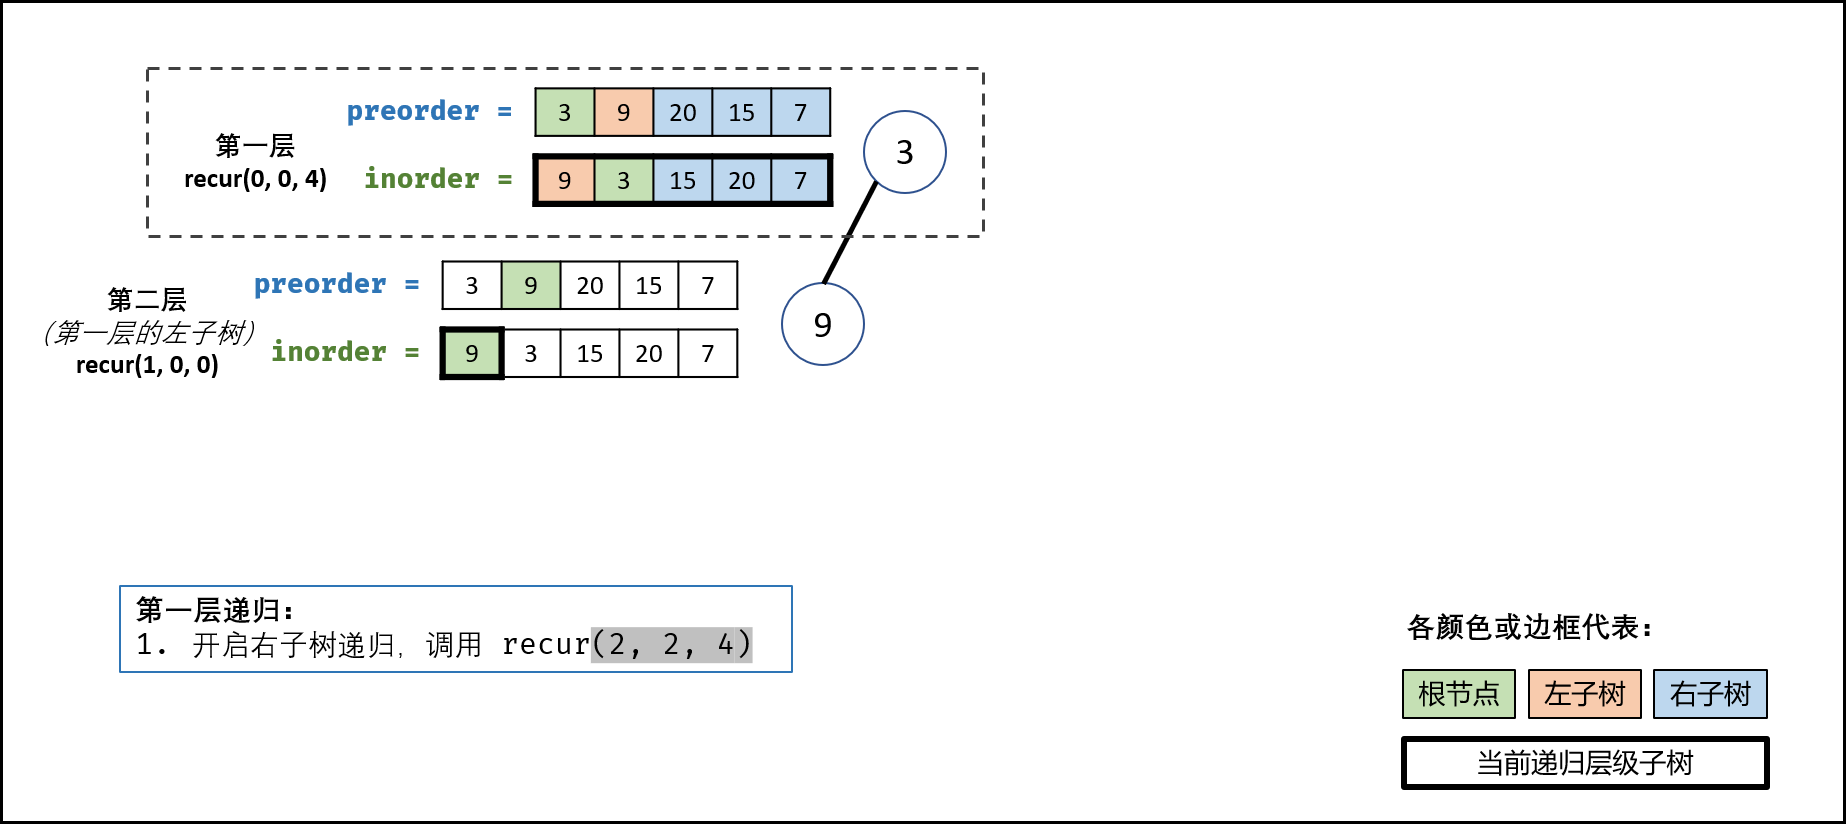 preorder = 3 9 20 15 7
第一层
recur(0, 0, 4)
inorder = 9 3 15 20 7
3
preorder = 3 9 20 15 7
第二层
（第一层的左子树）
recur(1, 0, 0)
inorder = 9 3 15 20 7
9
第一层递归：
1. 开启右子树递归，调用 recur(2, 2, 4)
各颜色或边框代表：
根节点 左子树 右子树
当前递归层级子树